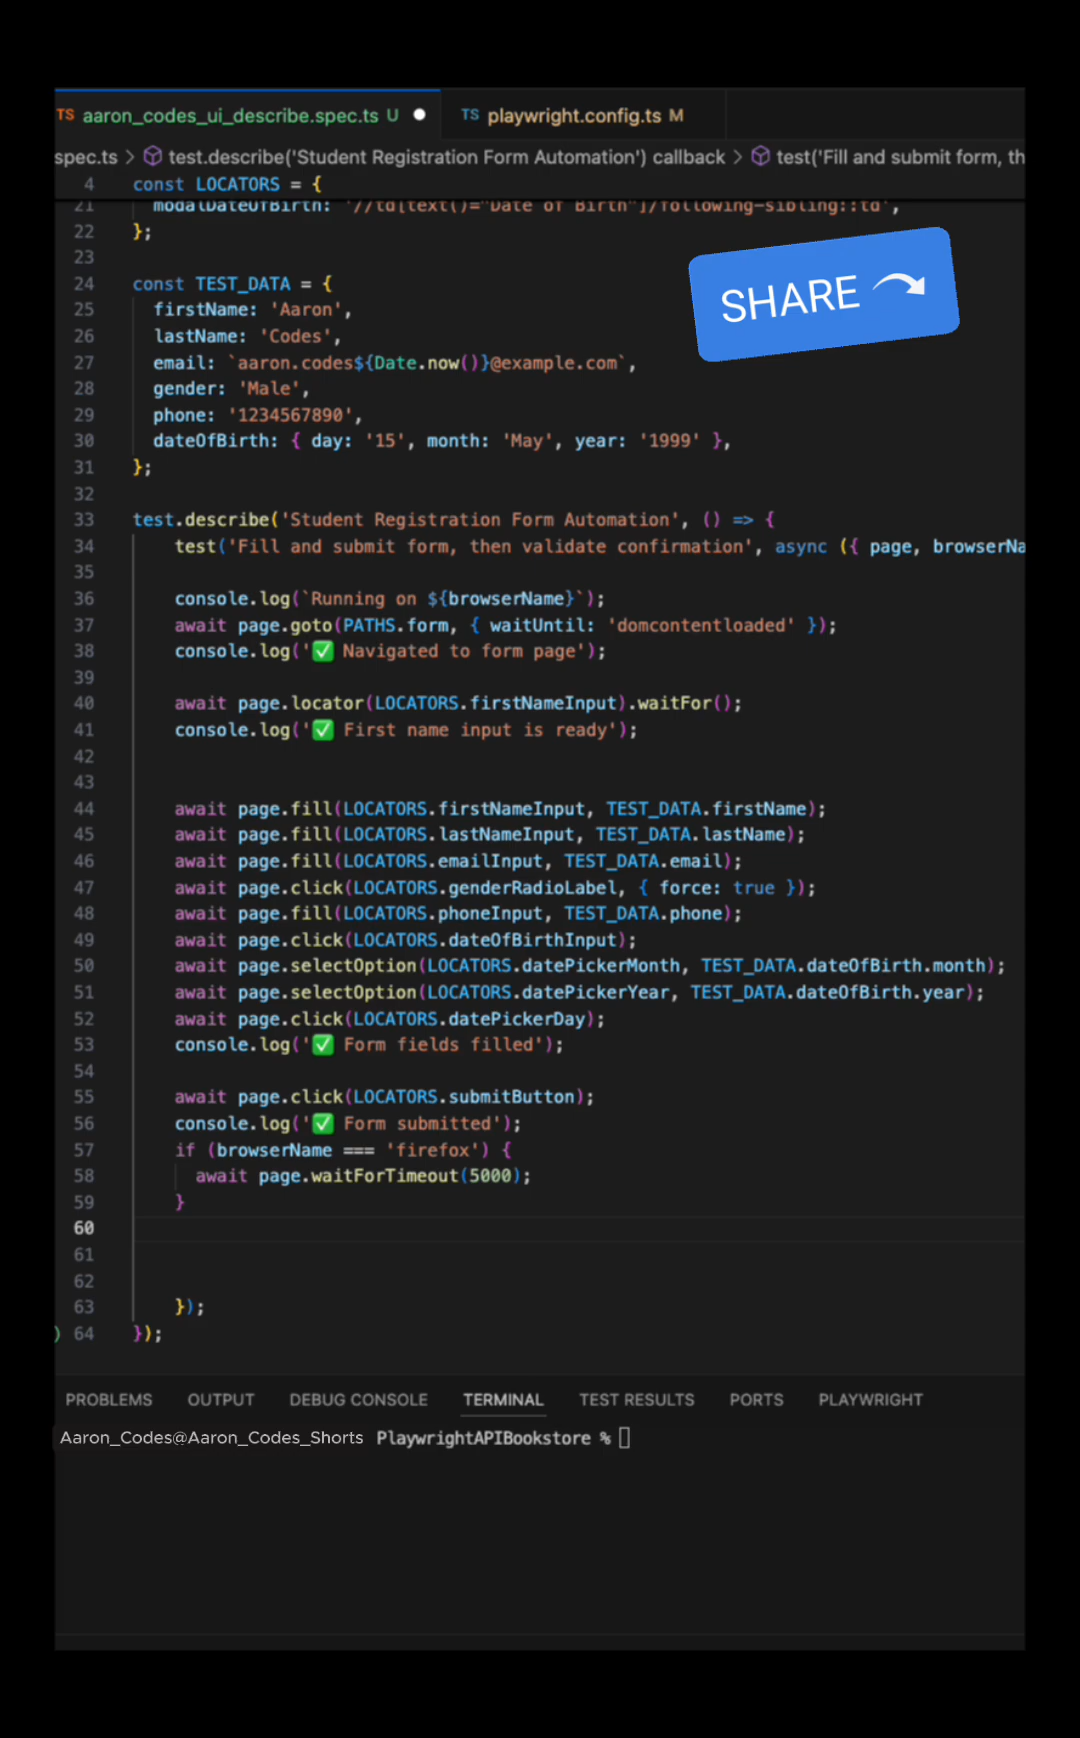 TS aaron_codes_ui_describe.spec.ts U ● TS playwright.config.ts M
spec.ts > test.describe('Student Registration Form Automation') callback > test('Fill and submit form, th
4 const LOCATORS = {
21 modalDateOfBirth: '//td[text()="Date of Birth"]/following-sibling::td',
22 };
23
24 const TEST_DATA = {
25 firstName: 'Aaron',
26 lastName: 'Codes',
27 email: `aaron.codes${Date.now()}@example.com`,
28 gender: 'Male',
29 phone: '1234567890',
30 dateOfBirth: { day: '15', month: 'May', year: '1999' },
31 };
32
33 test.describe('Student Registration Form Automation', () => {
34 test('Fill and submit form, then validate confirmation', async ({ page, browserNa
35
36 console.log(`Running on ${browserName}`);
37 await page.goto(PATHS.form, { waitUntil: 'domcontentloaded' });
38 console.log('✅ Navigated to form page');
39
40 await page.locator(LOCATORS.firstNameInput).waitFor();
41 console.log('✅ First name input is ready');
42
43
44 await page.fill(LOCATORS.firstNameInput, TEST_DATA.firstName);
45 await page.fill(LOCATORS.lastNameInput, TEST_DATA.lastName);
46 await page.fill(LOCATORS.emailInput, TEST_DATA.email);
47 await page.click(LOCATORS.genderRadioLabel, { force: true });
48 await page.fill(LOCATORS.phoneInput, TEST_DATA.phone);
49 await page.click(LOCATORS.dateOfBirthInput);
50 await page.selectOption(LOCATORS.datePickerMonth, TEST_DATA.dateOfBirth.month);
51 await page.selectOption(LOCATORS.datePickerYear, TEST_DATA.dateOfBirth.year);
52 await page.click(LOCATORS.datePickerDay);
53 console.log('✅ Form fields filled');
54
55 await page.click(LOCATORS.submitButton);
56 console.log('✅ Form submitted');
57 if (browserName === 'firefox') {
58 await page.waitForTimeout(5000);
59 }
60
61
62
63 });
) 64 });
SHARE
PROBLEMS OUTPUT DEBUG CONSOLE TERMINAL TEST RESULTS PORTS PLAYWRIGHT
Aaron_Codes@Aaron_Codes_Shorts PlaywrightAPIBookstore %